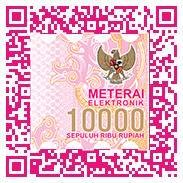 METERAI
ELEKTRONIK
10000
SEPULUH RIBU RUPIAH